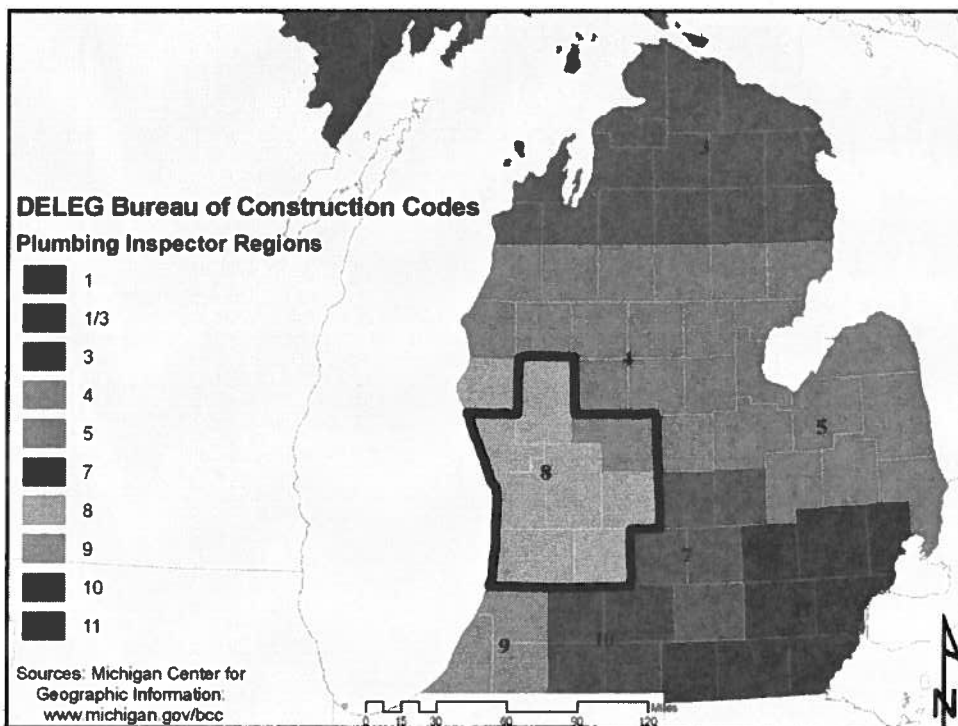 DELEG Bureau of Construction Codes
Plumbing Inspector Regions
1
1/3
3
4
5
7
8
9
10
11
Sources: Michigan Center for
Geographic Information:
www.michigan.gov/bcc
3
4
5
8
7
9
10
11
Miles
0 15 30 60 90 120
N